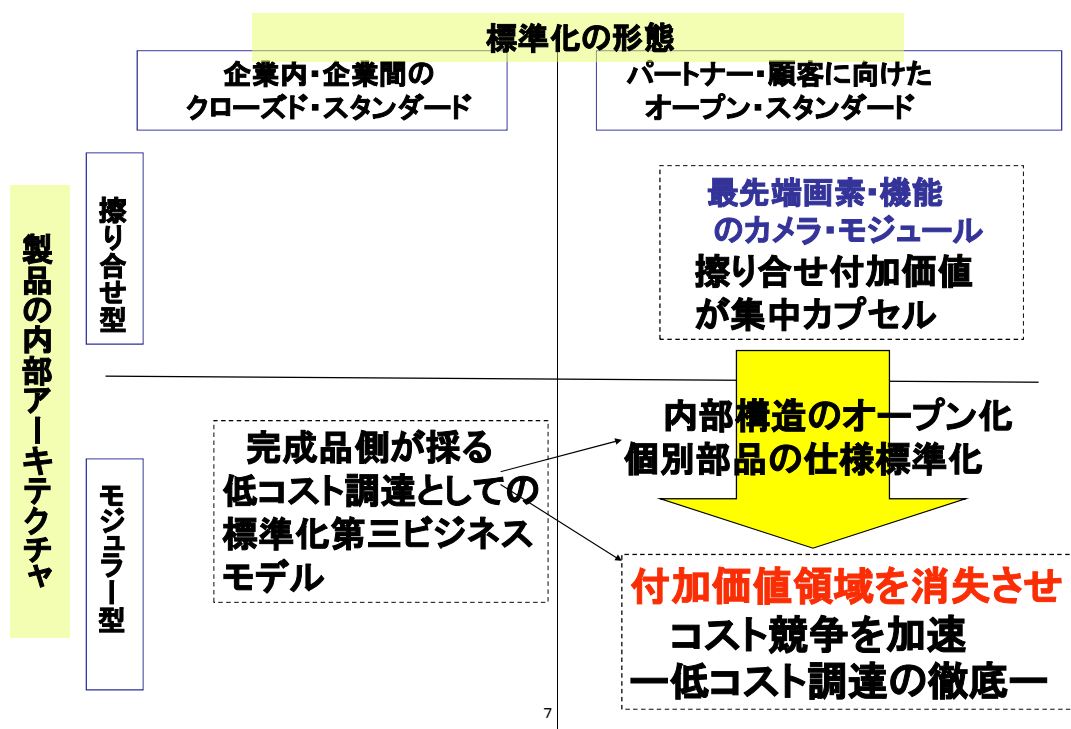 標準化の形態
企業内・企業間の
クローズド・スタンダード
パートナー・顧客に向けた
オープン・スタンダード
製品の内部アーキテクチャ
擦り合せ型
最先端画素・機能
のカメラ・モジュール
擦り合せ付加価値
が集中カプセル
内部構造のオープン化
個別部品の仕様標準化
モジュラー型
完成品側が採る
低コスト調達としての
標準化第三ビジネス
モデル
付加価値領域を消失させ
コスト競争を加速
ー低コスト調達の徹底ー
7